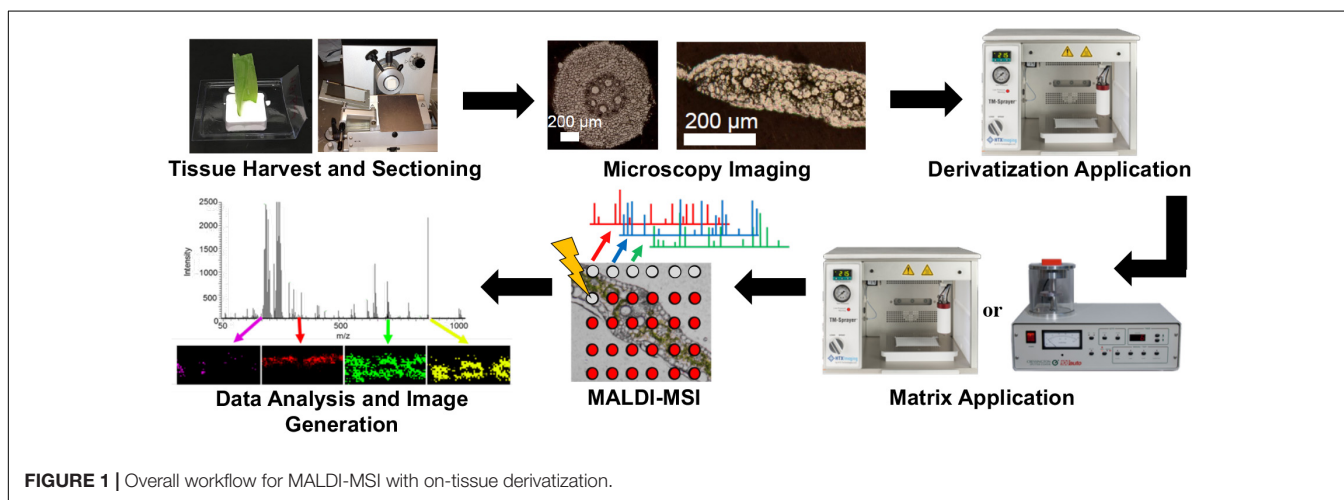 200 µm
200 µm
TM-Sprayer
Tissue Harvest and Sectioning
Microscopy Imaging
Derivatization Application
2500
2000
1500
1000
500
0
Intensity
50
500
1000
m/z
TM-Sprayer
or
Data Analysis and Image
Generation
MALDI-MSI
Matrix Application
FIGURE 1 | Overall workflow for MALDI-MSI with on-tissue derivatization.